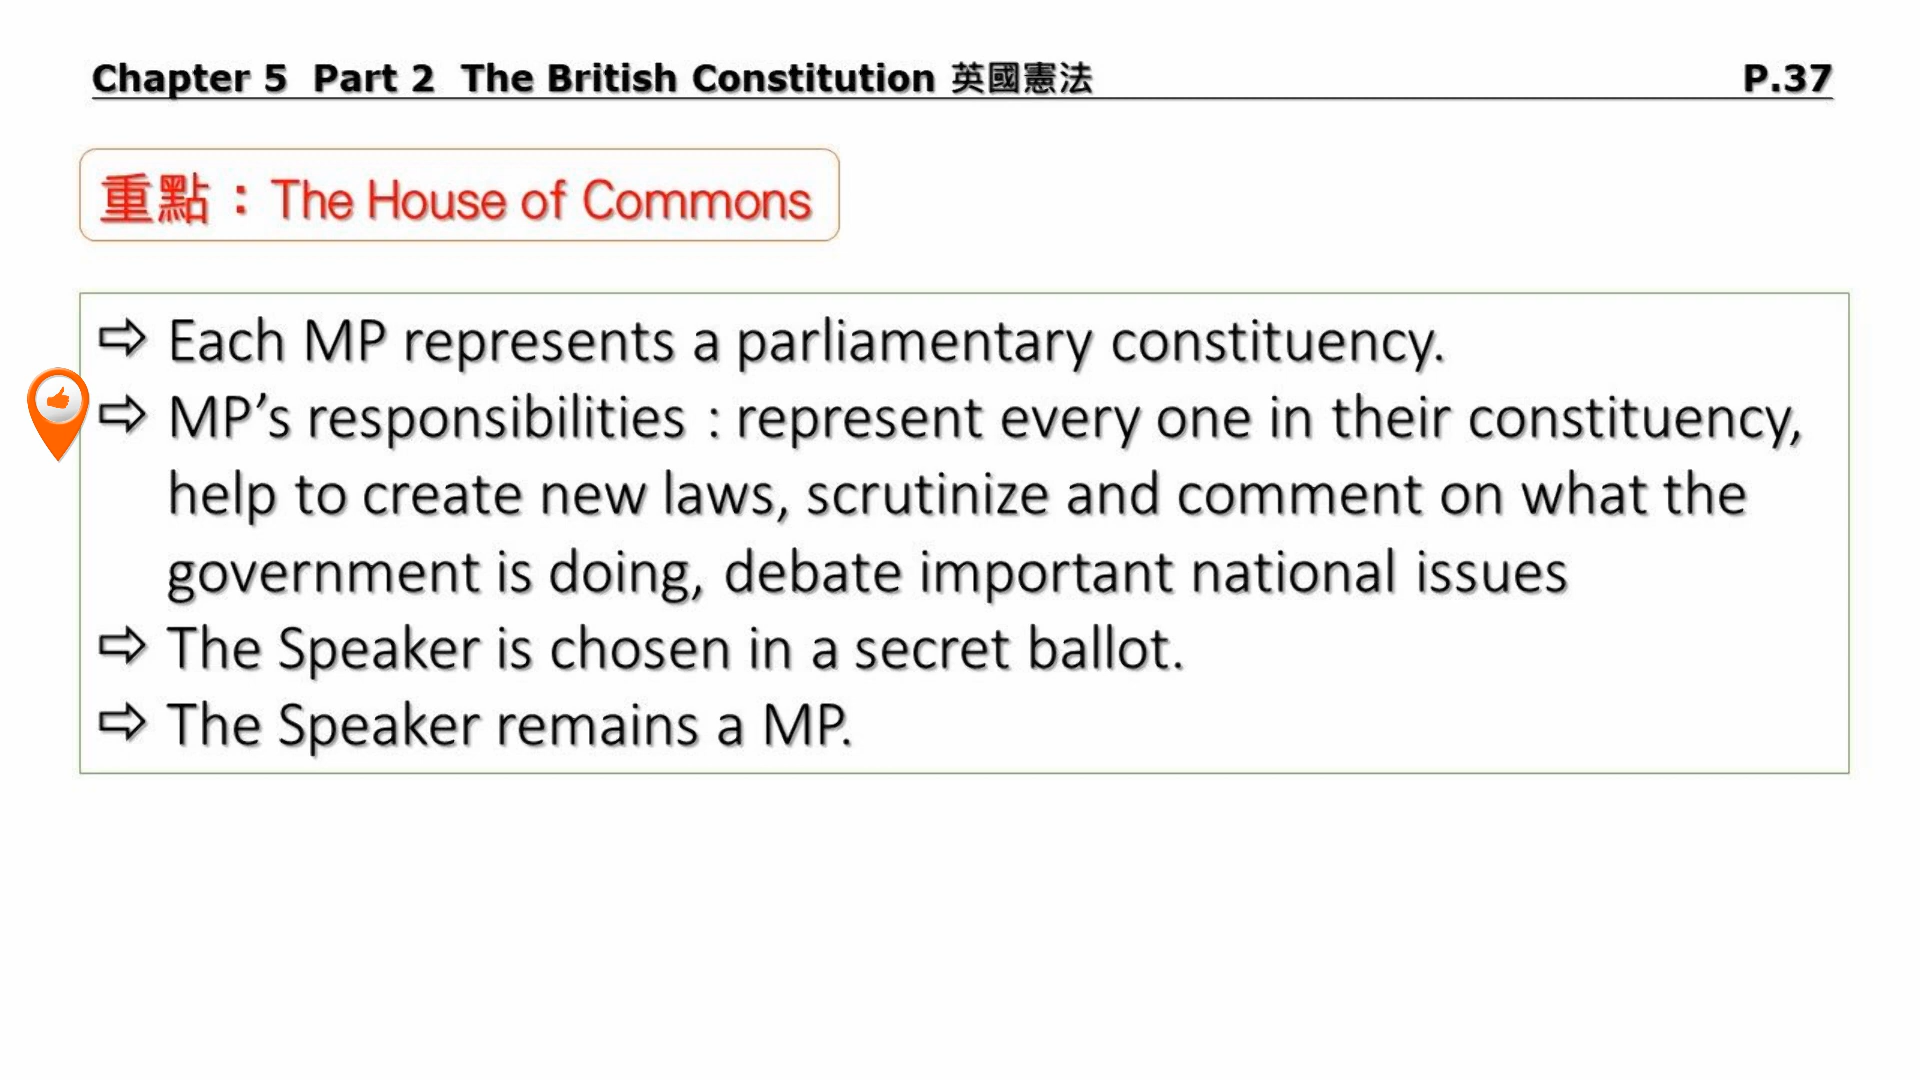 Chapter 5 Part 2 The British Constitution 英國憲法 P.37
重點：The House of Commons
⇨ Each MP represents a parliamentary constituency.
⇨ MP’s responsibilities : represent every one in their constituency,
help to create new laws, scrutinize and comment on what the
government is doing, debate important national issues
⇨ The Speaker is chosen in a secret ballot.
⇨ The Speaker remains a MP.